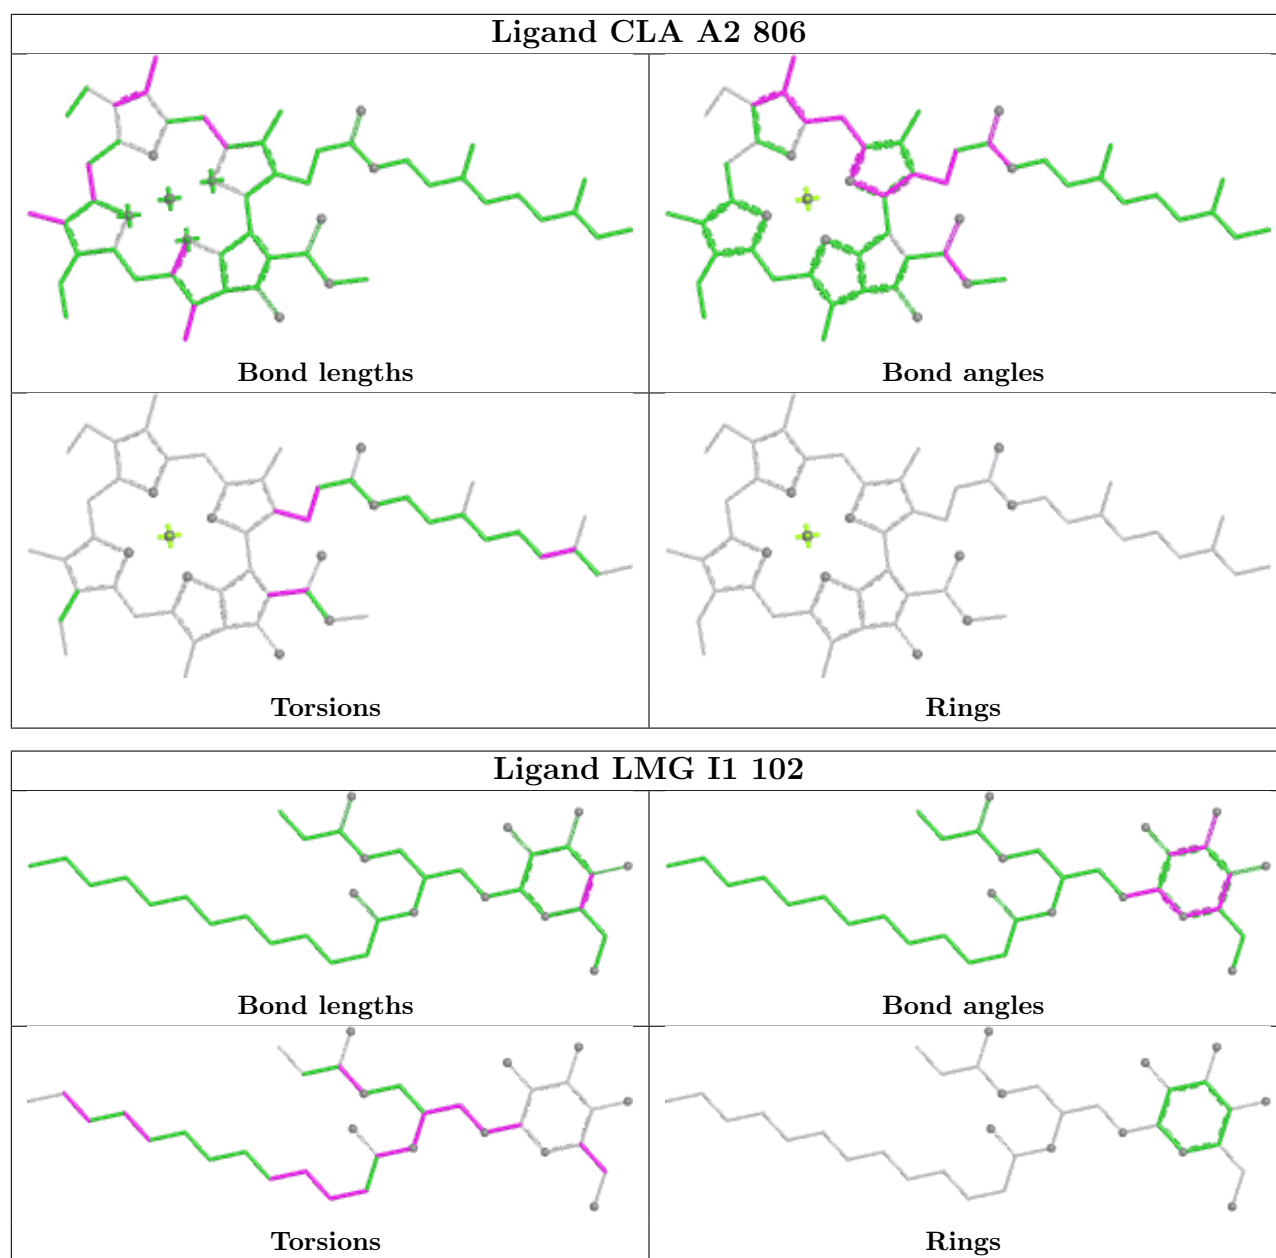 Ligand CLA A2 806
Bond lengths
Bond angles
Torsions
Rings
Ligand LMG I1 102
Bond lengths
Bond angles
Torsions
Rings